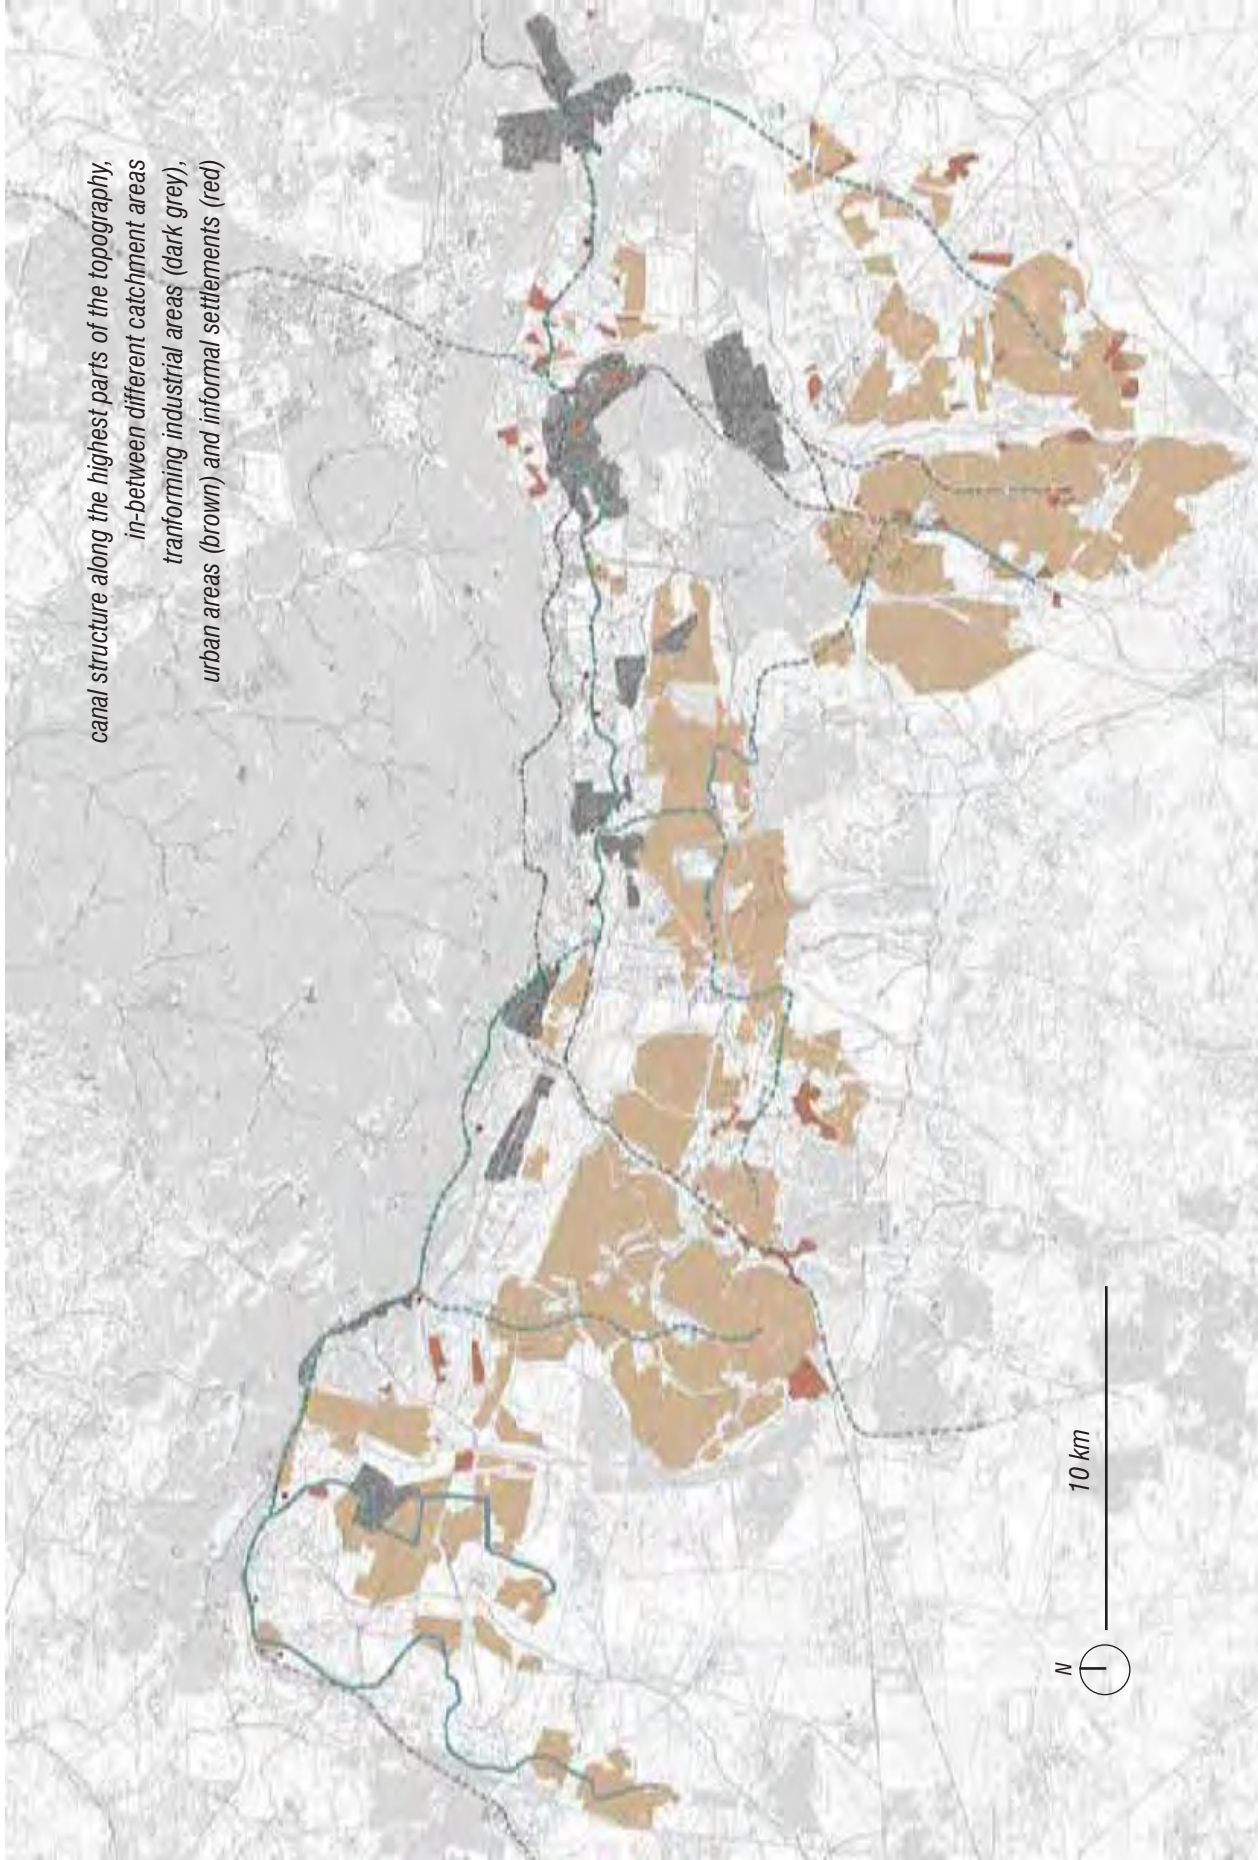 canal structure along the highest parts of the topography,
in-between different catchment areas
tranforming industrial areas (dark grey),
urban areas (brown) and informal settlements (red)
10 km
N